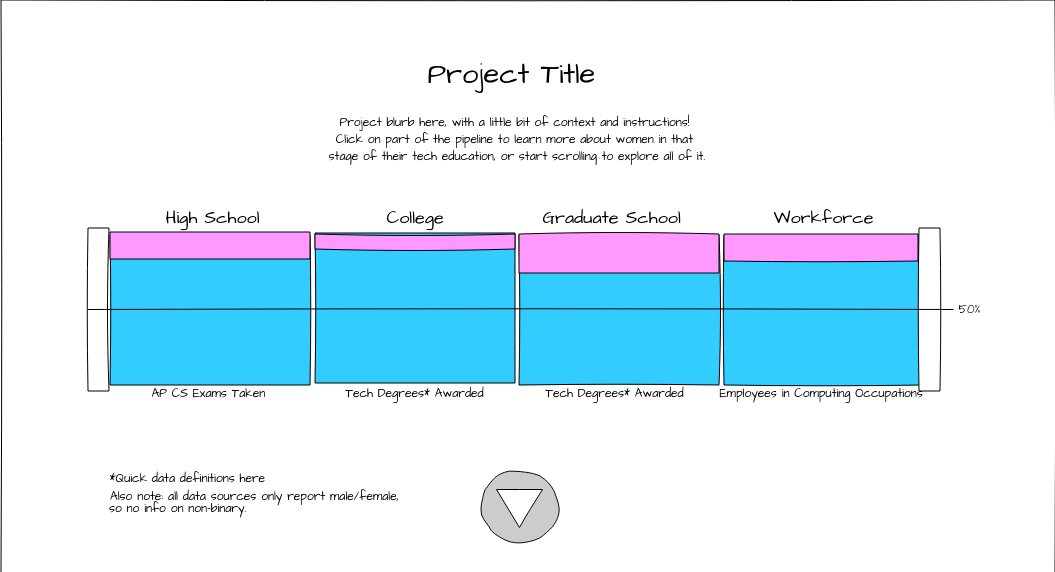 Project Title
Project blurb here, with a little bit of context and instructions!
Click on part of the pipeline to learn more about women in that
stage of their tech education, or start scrolling to explore all of it.
High School
College
Graduate School
Workforce
50%
AP CS Exams Taken
Tech Degrees* Awarded
Tech Degrees* Awarded
Employees in Computing Occupations
*Quick data definitions here
Also note: all data sources only report male/female,
so no info on non-binary.